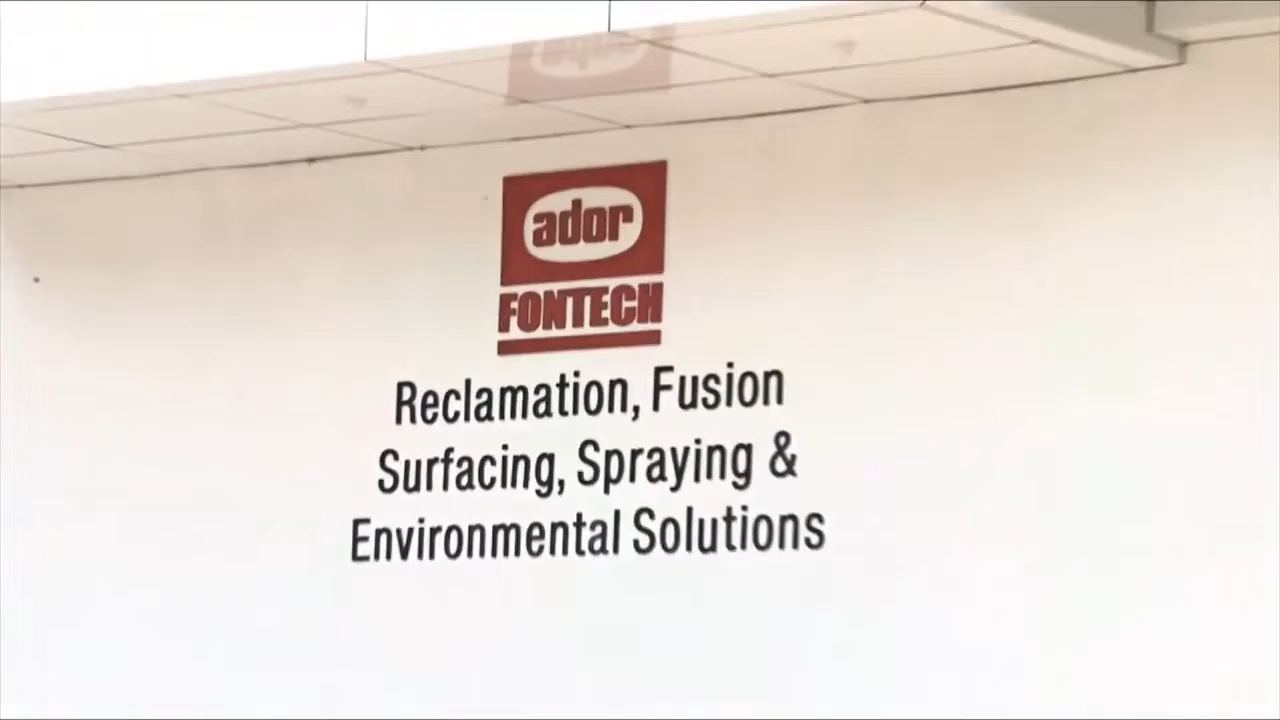 ador
FONTECH
Reclamation, Fusion
Surfacing, Spraying &
Environmental Solutions